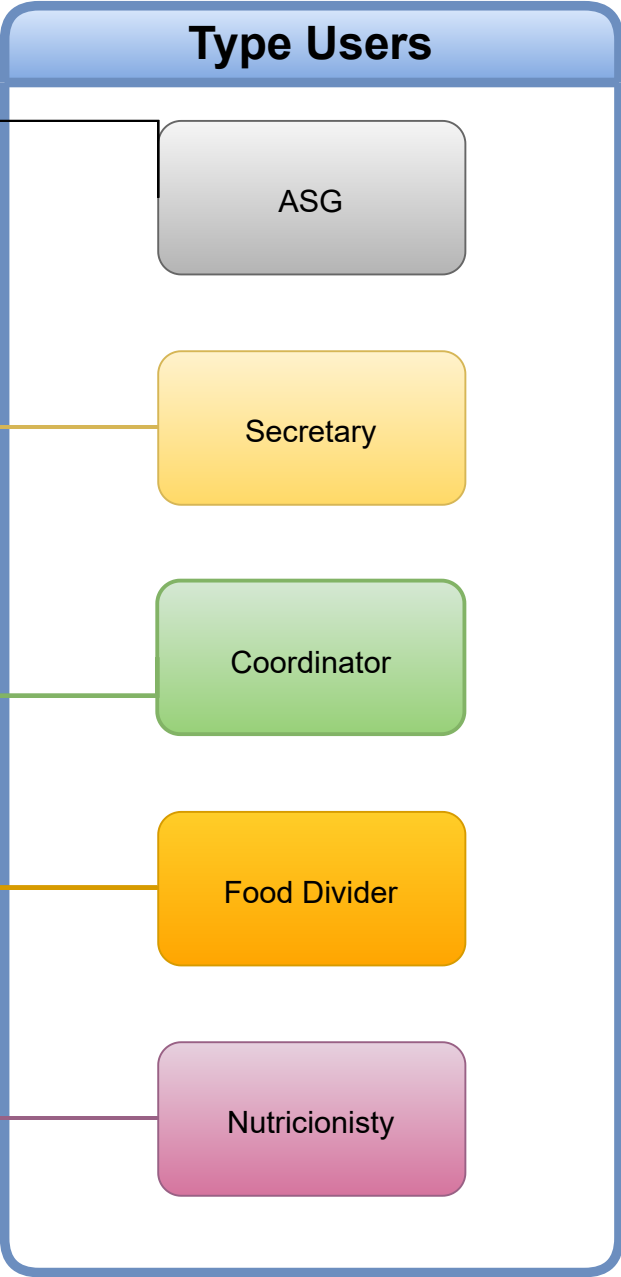 Type Users
ASG
Secretary
Coordinator
Food Divider
Nutricionisty